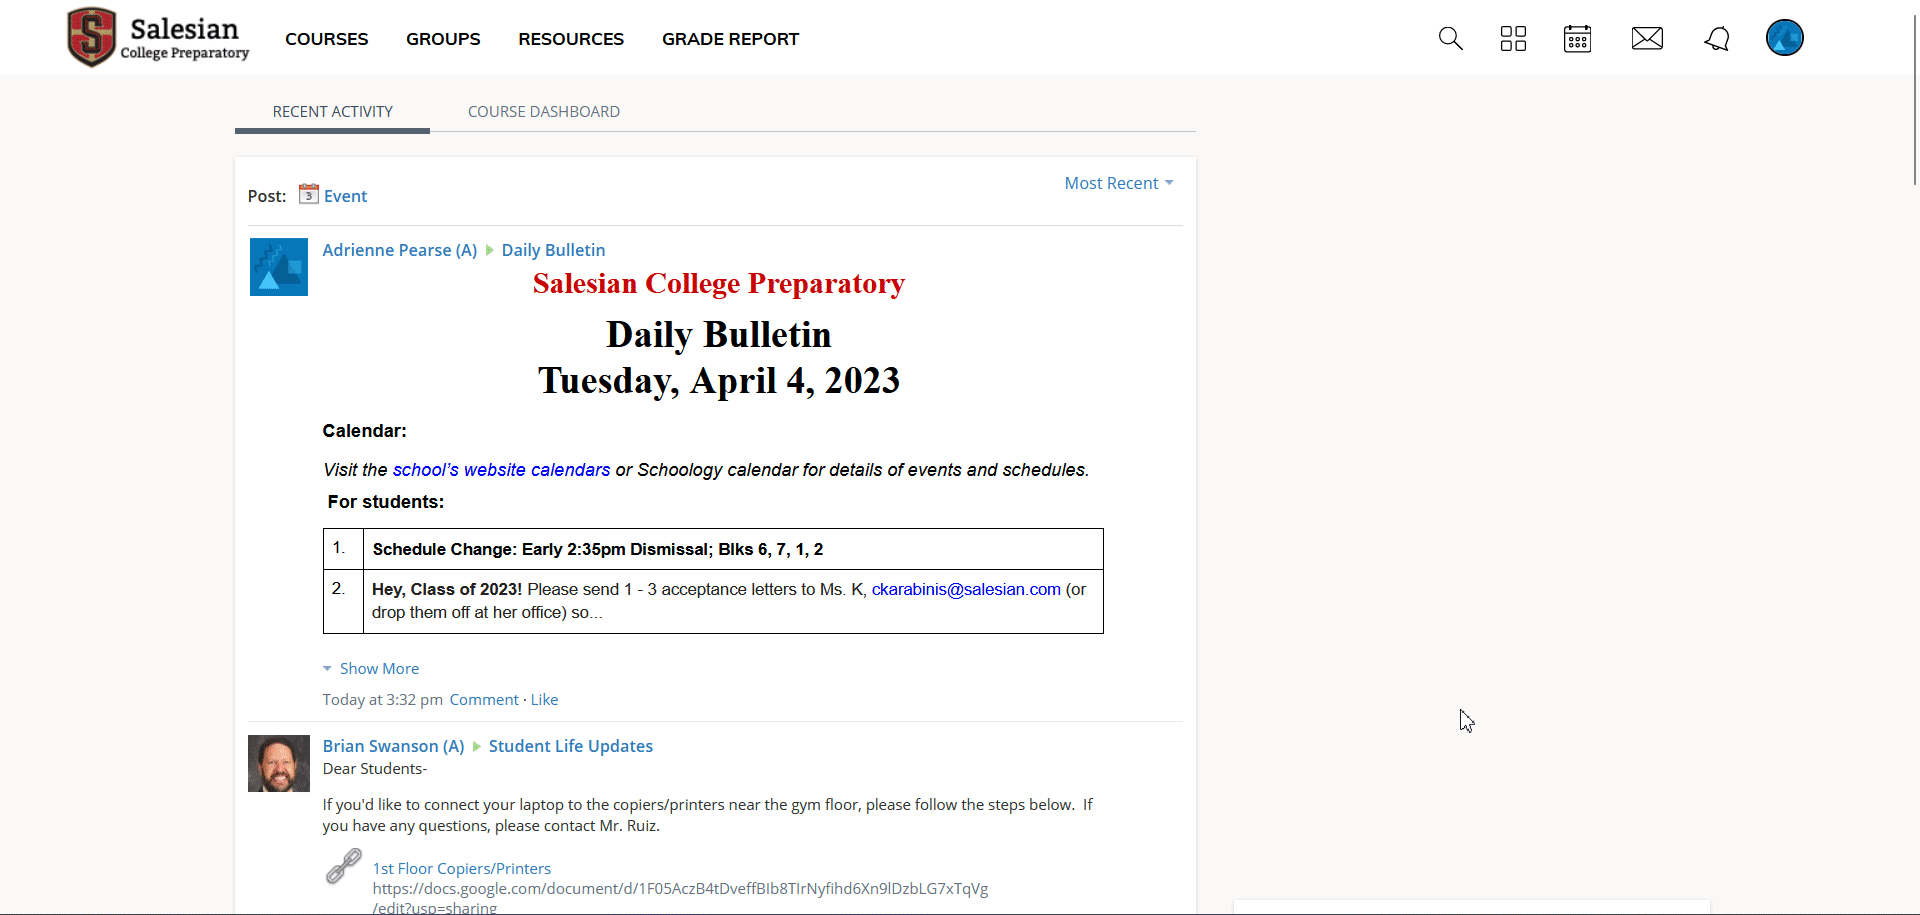 Salesian
College Preparatory
COURSES GROUPS RESOURCES GRADE REPORT
RECENT ACTIVITY COURSE DASHBOARD
Most Recent
Post: 3 Event
Adrienne Pearse (A) Daily Bulletin
Salesian College Preparatory
Daily Bulletin
Tuesday, April 4, 2023
Calendar:
Visit the school's website calendars or Schoology calendar for details of events and schedules.
For students:
1. Schedule Change: Early 2:35pm Dismissal; Blks 6, 7, 1, 2
2. Hey, Class of 2023! Please send 1 - 3 acceptance letters to Ms. K, ckarabinis@salesian.com (or
drop them off at her office) so...
Show More
Today at 3:32 pm Comment · Like
Brian Swanson (A) Student Life Updates
Dear Students-
If you'd like to connect your laptop to the copiers/printers near the gym floor, please follow the steps below. If
you have any questions, please contact Mr. Ruiz.
1st Floor Copiers/Printers
https://docs.google.com/document/d/1F05AczB4tDveffBIb8TIrNyfihd6Xn9lDzbLG7xTqVg
/edit?usp=sharing